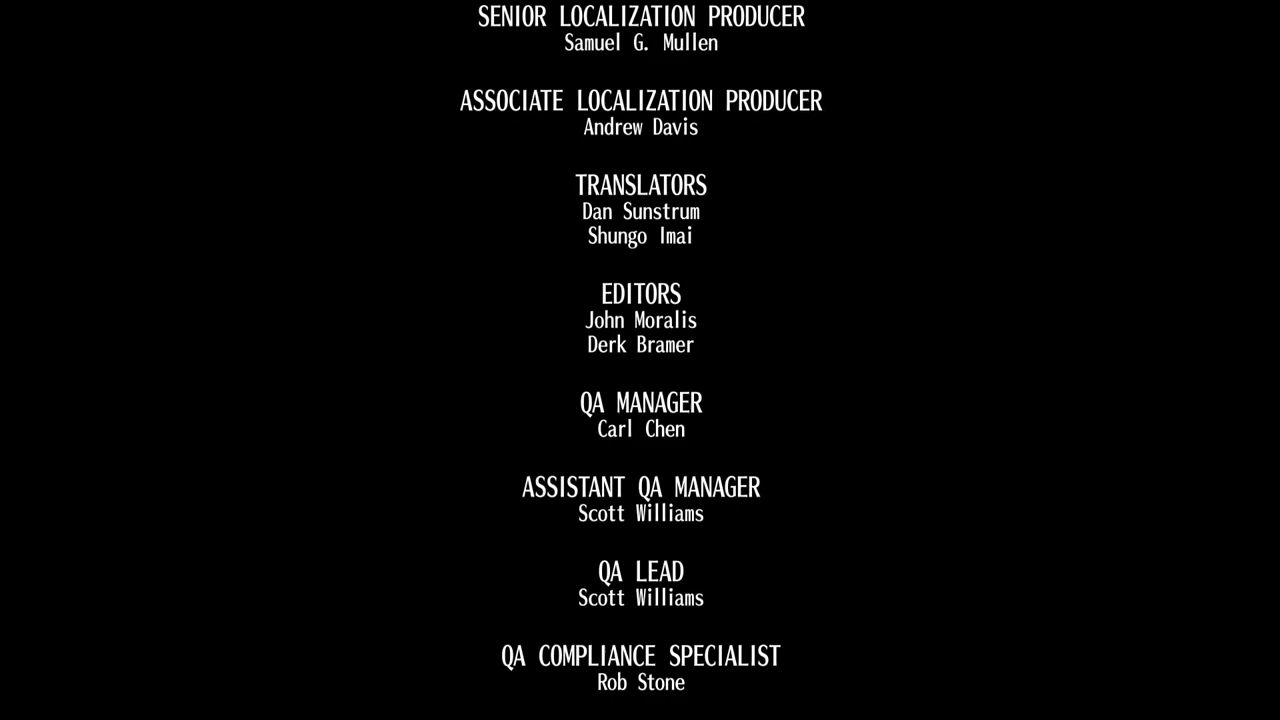 SENIOR LOCALIZATION PRODUCER
Samuel G. Mullen
ASSOCIATE LOCALIZATION PRODUCER
Andrew Davis
TRANSLATORS
Dan Sunstrum
Shungo Imai
EDITORS
John Moralis
Derk Bramer
QA MANAGER
Carl Chen
ASSISTANT QA MANAGER
Scott Williams
QA LEAD
Scott Williams
QA COMPLIANCE SPECIALIST
Rob Stone